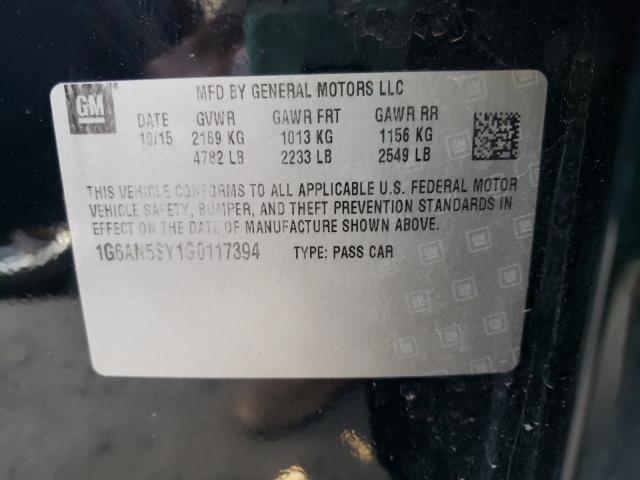 GM
MFD BY GENERAL MOTORS LLC
DATE GVWR GAWR FRT GAWR RR
10/15 2169 KG 1013 KG 1156 KG
4782 LB 2233 LB 2549 LB
THIS VEHICLE CONFORMS TO ALL APPLICABLE U.S. FEDERAL MOTOR
VEHICLE SAFETY, BUMPER, AND THEFT PREVENTION STANDARDS IN
EFFECT ON THE DATE OF MANUFACTURE SHOWN ABOVE.
1G6AN5SY1G0117394 TYPE: PASS CAR